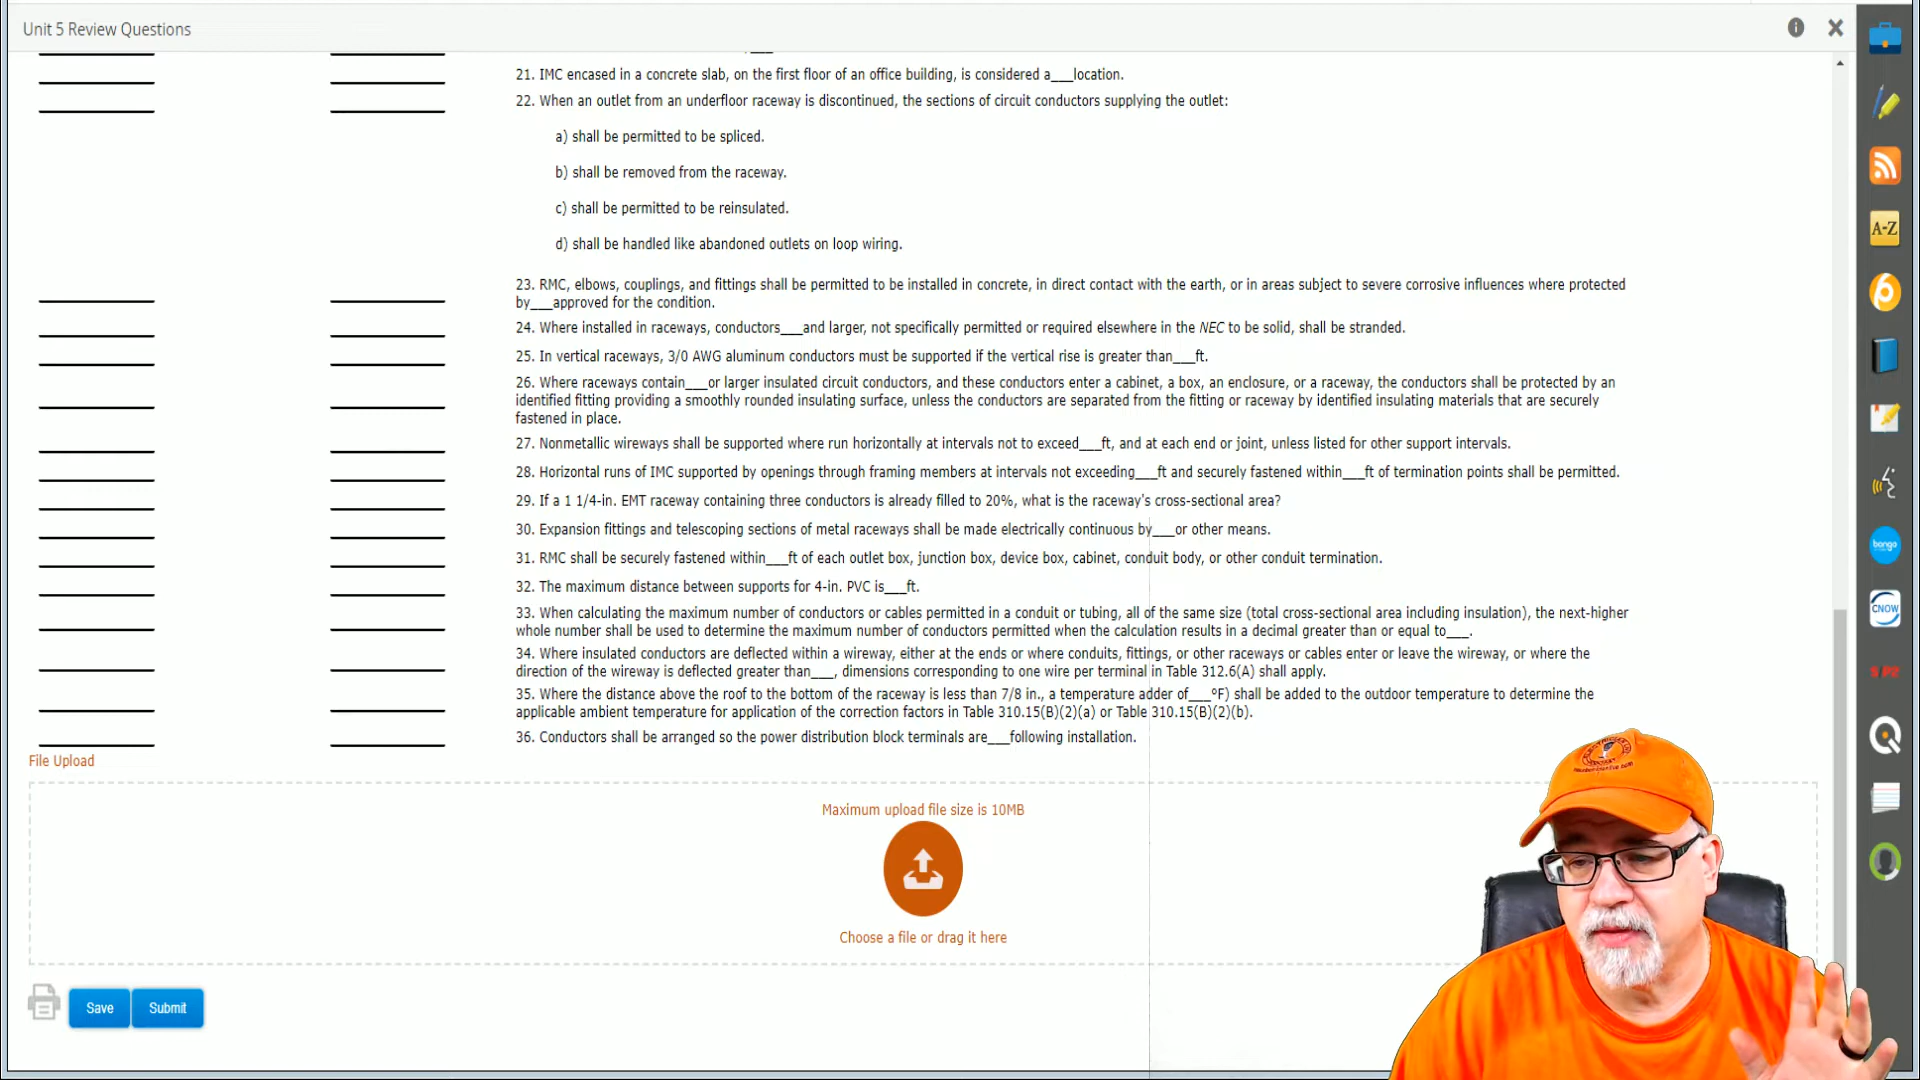 Unit 5 Review Questions
21. IMC encased in a concrete slab, on the first floor of an office building, is considered a___location.
22. When an outlet from an underfloor raceway is discontinued, the sections of circuit conductors supplying the outlet:
a) shall be permitted to be spliced.
b) shall be removed from the raceway.
c) shall be permitted to be reinsulated.
d) shall be handled like abandoned outlets on loop wiring.
23. RMC, elbows, couplings, and fittings shall be permitted to be installed in concrete, in direct contact with the earth, or in areas subject to severe corrosive influences where protected
by___approved for the condition.
24. Where installed in raceways, conductors___and larger, not specifically permitted or required elsewhere in the NEC to be solid, shall be stranded.
25. In vertical raceways, 3/0 AWG aluminum conductors must be supported if the vertical rise is greater than___ft.
26. Where raceways contain___or larger insulated circuit conductors, and these conductors enter a cabinet, a box, an enclosure, or a raceway, the conductors shall be protected by an
identified fitting providing a smoothly rounded insulating surface, unless the conductors are separated from the fitting or raceway by identified insulating materials that are securely
fastened in place.
27. Nonmetallic wireways shall be supported where run horizontally at intervals not to exceed___ft, and at each end or joint, unless listed for other support intervals.
28. Horizontal runs of IMC supported by openings through framing members at intervals not exceeding___ft and securely fastened within___ft of termination points shall be permitted.
29. If a 1 1/4-in. EMT raceway containing three conductors is already filled to 20%, what is the raceway's cross-sectional area?
30. Expansion fittings and telescoping sections of metal raceways shall be made electrically continuous by___or other means.
31. RMC shall be securely fastened within___ft of each outlet box, junction box, device box, cabinet, conduit body, or other conduit termination.
32. The maximum distance between supports for 4-in. PVC is___ft.
33. When calculating the maximum number of conductors or cables permitted in a conduit or tubing, all of the same size (total cross-sectional area including insulation), the next-higher
whole number shall be used to determine the maximum number of conductors permitted when the calculation results in a decimal greater than or equal to___.
34. Where insulated conductors are deflected within a wireway, either at the ends or where conduits, fittings, or other raceways or cables enter or leave the wireway, or where the
direction of the wireway is deflected greater than___, dimensions corresponding to one wire per terminal in Table 312.6(A) shall apply.
35. Where the distance above the roof to the bottom of the raceway is less than 7/8 in., a temperature adder of___ºF) shall be added to the outdoor temperature to determine the
applicable ambient temperature for application of the correction factors in Table 310.15(B)(2)(a) or Table 310.15(B)(2)(b).
36. Conductors shall be arranged so the power distribution block terminals are___following installation.
File Upload
Maximum upload file size is 10MB
Choose a file or drag it here
Save
Submit
A-Z
bongo
CNOW